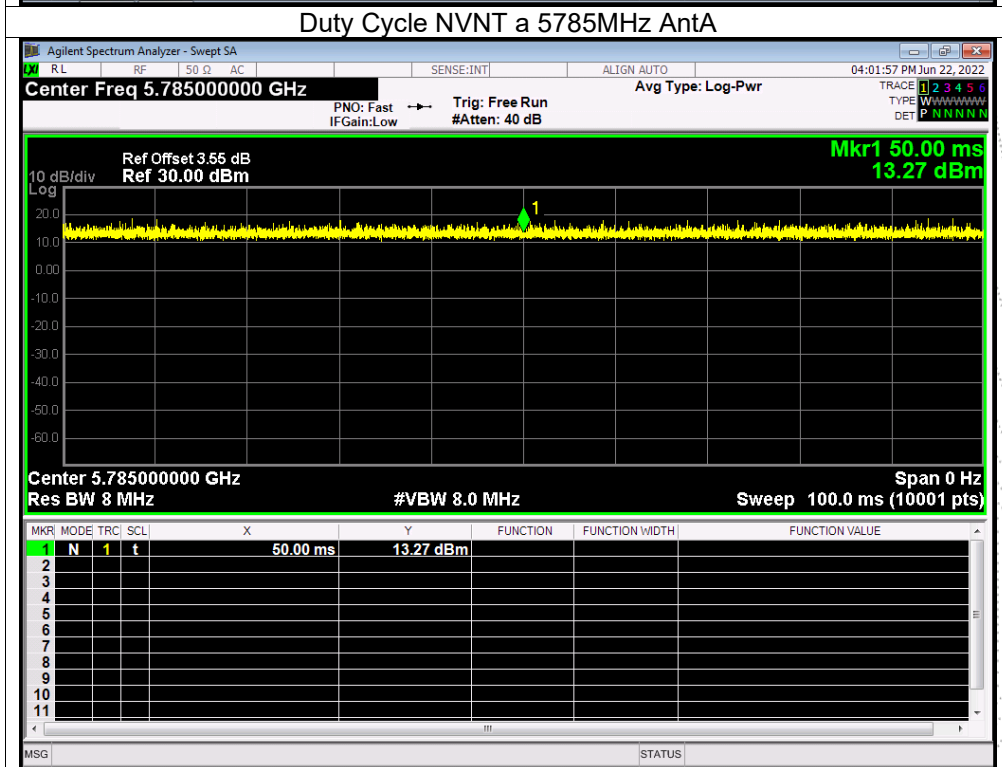 Duty Cycle NVNT a 5785MHz AntA
Agilent Spectrum Analyzer - Swept SA
LXI RL RF 50 Ω AC SENSE:INT ALIGN AUTO 04:01:57 PM Jun 22, 2022
Center Freq 5.785000000 GHz
Avg Type: Log-Pwr
TRACE 1 2 3 4 5 6
PNO: Fast Trig: Free Run
TYPE WWWWWW
IFGain:Low #Atten: 40 dB
DET P N N N N N
Mkr1 50.00 ms
13.27 dBm
Ref Offset 3.55 dB
10 dB/div Ref 30.00 dBm
Log
20.0
1
10.0
0.00
-10.0
-20.0
-30.0
-40.0
-50.0
-60.0
Center 5.785000000 GHz Span 0 Hz
Res BW 8 MHz #VBW 8.0 MHz Sweep 100.0 ms (10001 pts)
MKR MODE TRC SCL X Y FUNCTION FUNCTION WIDTH FUNCTION VALUE
1 N 1 t 50.00 ms 13.27 dBm
2
3
4
5
6
7
8
9
10
11
MSG STATUS